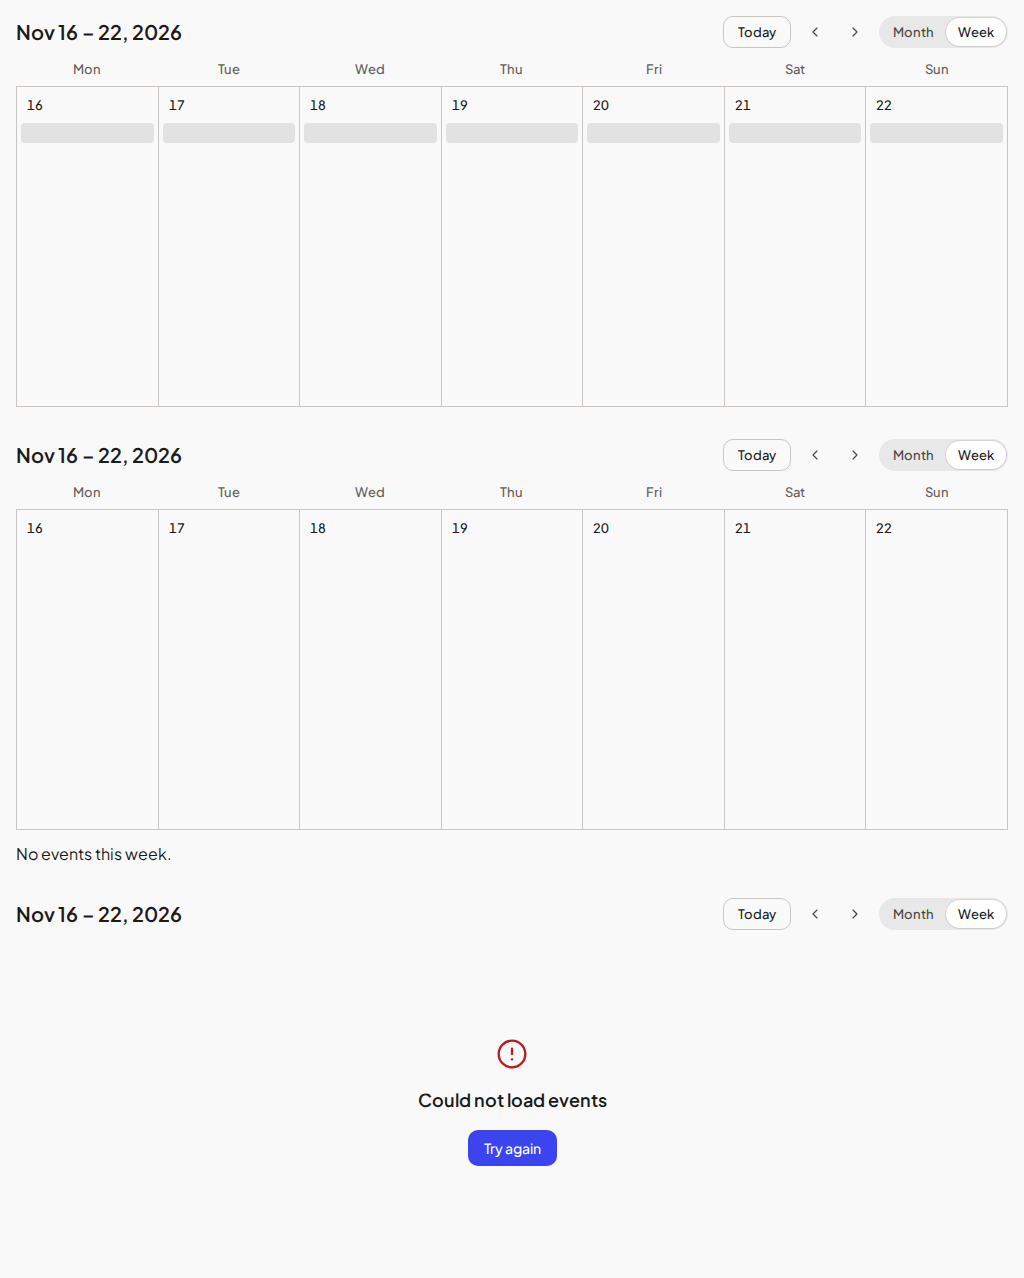 Nov 16 – 22, 2026 Today Month Week
Mon Tue Wed Thu Fri Sat Sun
16 17 18 19 20 21 22
Nov 16 – 22, 2026 Today Month Week
Mon Tue Wed Thu Fri Sat Sun
16 17 18 19 20 21 22
No events this week.
Nov 16 – 22, 2026 Today Month Week
Could not load events
Try again